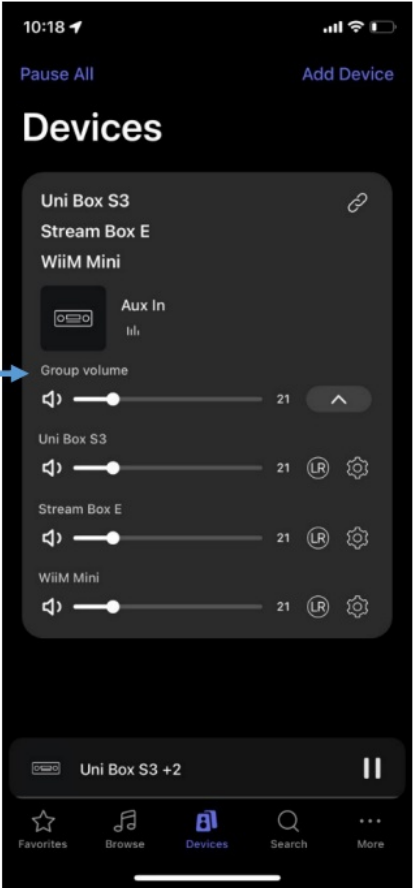 10:18
Pause All
Add Device
Devices
Uni Box S3
Stream Box E
WiiM Mini
Aux In
Group volume
21
Uni Box S3
21 LR
Stream Box E
21 LR
WiiM Mini
21 LR
Uni Box S3 +2
Favorites
Browse
Devices
Search
More